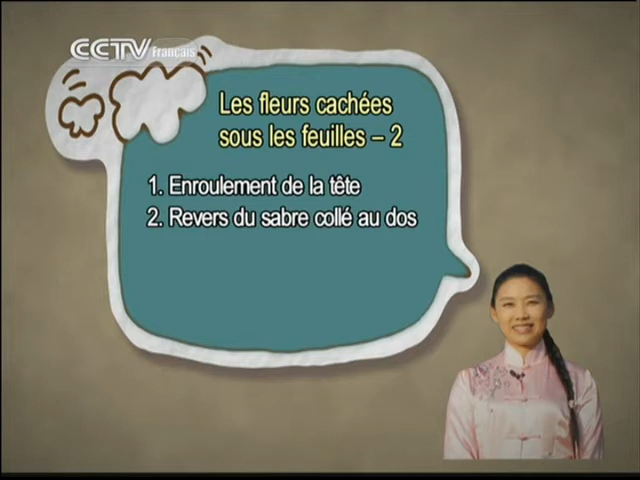 CCTV Français
Les fleurs cachées
sous les feuilles – 2
1. Enroulement de la tête
2. Revers du sabre collé au dos